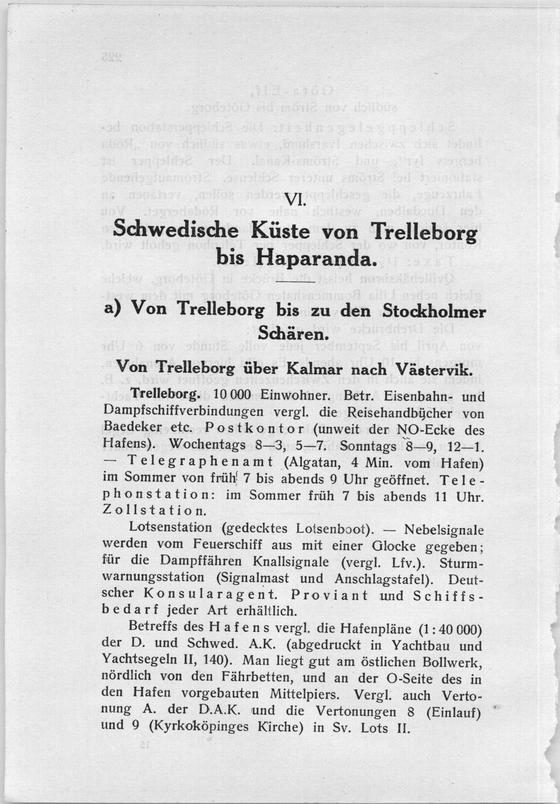 VI.
Schwedische Küste von Trelleborg
bis Haparanda.
a) Von Trelleborg bis zu den Stockholmer
Schären.
Von Trelleborg über Kalmar nach Västervik.
Trelleborg. 10 000 Einwohner. Betr. Eisenbahn- und
Dampfschiffverbindungen vergl. die Reisehandbücher von
Baedeker etc. Postkontor (unweit der NO-Ecke des
Hafens). Wochentags 8—3, 5—7. Sonntags 8—9, 12—1.
— Telegraphenamt (Algatan, 4 Min. vom Hafen)
im Sommer von früh 7 bis abends 9 Uhr geöffnet. Tele-
phonstation: im Sommer früh 7 bis abends 11 Uhr.
Zollstation.
Lotsenstation (gedecktes Lotsenboot). — Nebelsignale
werden vom Feuerschiff aus mit einer Glocke gegeben;
für die Dampffähren Knallsignale (vergl. Lfv.). Sturm-
warnungsstation (Signalmast und Anschlagstafel). Deut-
scher Konsularagent. Proviant und Schiffs-
bedarf jeder Art erhältlich.
Betreffs des Hafens vergl. die Hafenpläne (1:40 000)
der D. und Schwed. A.K. (abgedruckt in Yachtbau und
Yachtsegeln II, 140). Man liegt gut am östlichen Bollwerk,
nördlich von den Fährbetten, und an der O-Seite des in
den Hafen vorgebauten Mittelpiers. Vergl. auch Verto-
nung A. der D.A.K. und die Vertonungen 8 (Einlauf)
und 9 (Kyrkoköpinges Kirche) in Sv. Lots II.